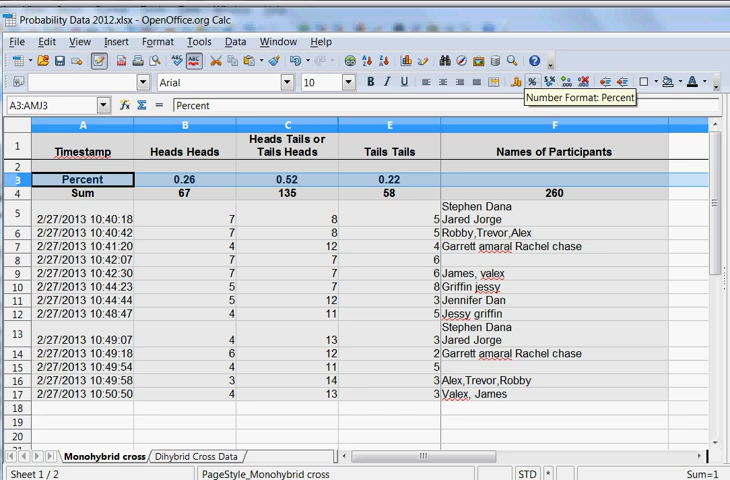 Probability Data 2012.xlsx - OpenOffice.org Calc
File Edit View Insert Format Tools Data Window Help
Arial 10
A3:AMJ3 Percent
Number Format: Percent
A B C E F
1 Timestamp Heads Heads Heads Tails or Tails Heads Tails Tails Names of Participants
2
3 Percent 0.26 0.52 0.22
4 Sum 67 135 58 260
5 2/27/2013 10:40:18 7 8 5 Stephen Dana
Jared Jorge
6 2/27/2013 10:40:42 7 8 5 Robby,Trevor,Alex
7 2/27/2013 10:41:20 4 12 4 Garrett amaral Rachel chase
8 2/27/2013 10:42:07 7 7 6
9 2/27/2013 10:42:30 7 7 6 James, valex
10 2/27/2013 10:44:23 5 7 8 Griffin jessy
11 2/27/2013 10:44:44 5 12 3 Jennifer Dan
12 2/27/2013 10:48:47 4 11 5 Jessy griffin
13 2/27/2013 10:49:07 4 13 3 Stephen Dana
Jared Jorge
14 2/27/2013 10:49:18 6 12 2 Garrett amaral Rachel chase
15 2/27/2013 10:49:54 4 11 5
16 2/27/2013 10:49:58 3 14 3 Alex,Trevor,Robby
17 2/27/2013 10:50:50 4 13 3 Valex, James
18
19
20
Monohybrid cross Dihybrid Cross Data
Sheet 1 / 2 PageStyle_Monohybrid cross STD * Sum=1